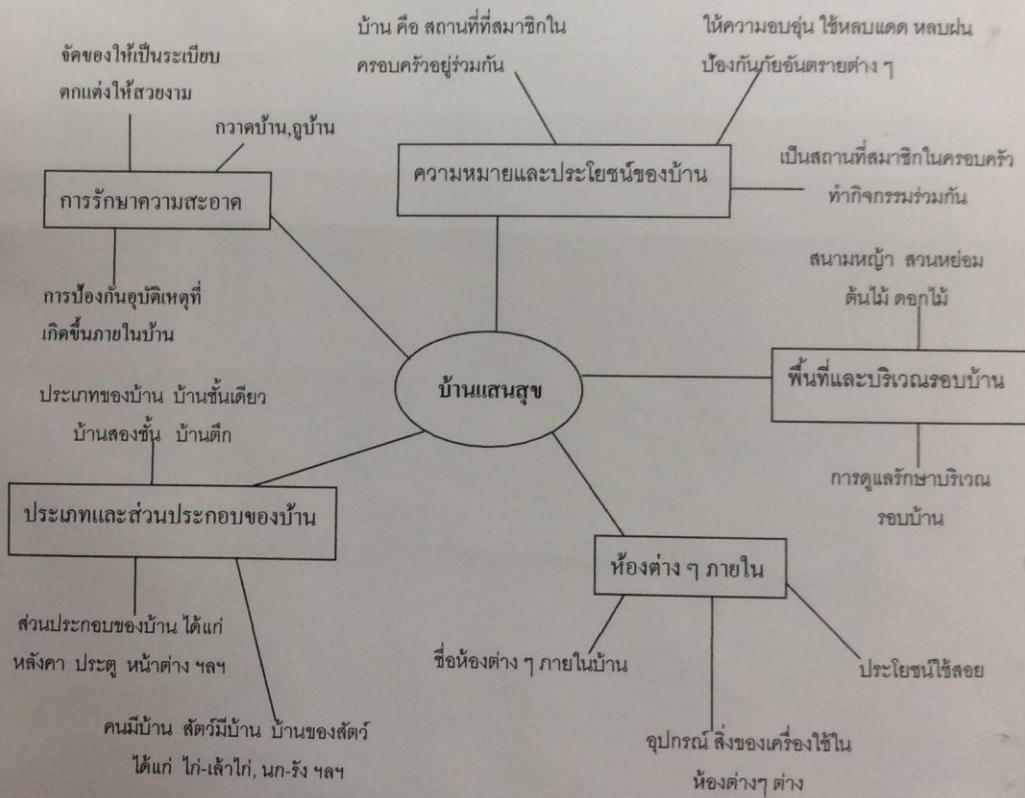 บ้าน คือ สถานที่ที่สมาชิกใน
ครอบครัวอยู่ร่วมกัน
ให้ความอบอุ่น ใช้หลบแดด หลบฝน
ป้องกันภัยอันตรายต่าง ๆ
จัดของให้เป็นระเบียบ
ตกแต่งให้สวยงาม
กวาดบ้าน,ถูบ้าน
ความหมายและประโยชน์ของบ้าน
เป็นสถานที่สมาชิกในครอบครัว
ทำกิจกรรมร่วมกัน
การรักษาความสะอาด
การป้องกันอุบัติเหตุที่
เกิดขึ้นภายในบ้าน
สนามหญ้า สวนหย่อม
ต้นไม้ ดอกไม้
พื้นที่และบริเวณรอบบ้าน
การดูแลรักษาบริเวณ
รอบบ้าน
บ้านแสนสุข
ประเภทของบ้าน บ้านชั้นเดียว
บ้านสองชั้น บ้านตึก
ประเภทและส่วนประกอบของบ้าน
ส่วนประกอบของบ้าน ได้แก่
หลังคา ประตู หน้าต่าง ฯลฯ
คนมีบ้าน สัตว์มีบ้าน บ้านของสัตว์
ได้แก่ ไก่-เล้าไก่, นก-รัง ฯลฯ
ห้องต่าง ๆ ภายใน
ชื่อห้องต่าง ๆ ภายในบ้าน
ประโยชน์ใช้สอย
อุปกรณ์ สิ่งของเครื่องใช้ใน
ห้องต่างๆ ต่าง